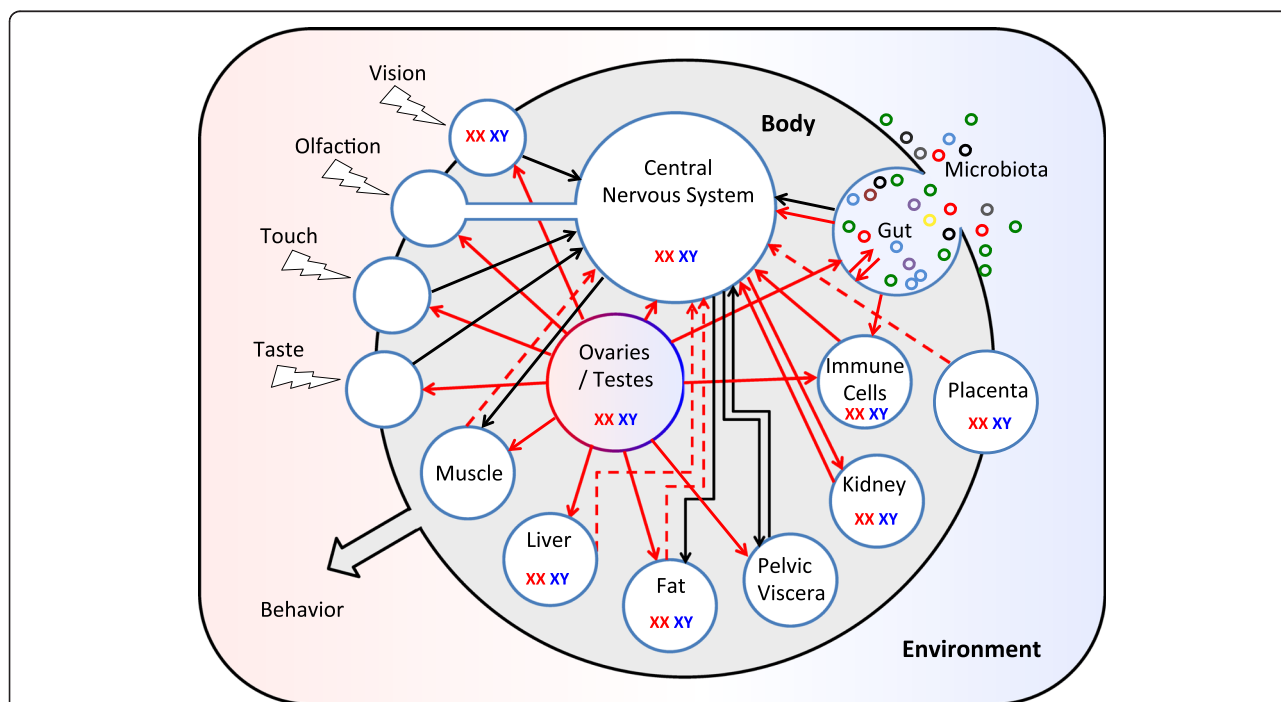 Vision
XX XY
Olfaction
Touch
Taste
Body
Central
Nervous System
XX XY
Microbiota
Gut
Ovaries
/ Testes
XX XY
Immune
Cells
XX XY
Placenta
XX XY
Muscle
Kidney
XX XY
Liver
XX XY
Fat
XX XY
Pelvic
Viscera
Behavior
Environment